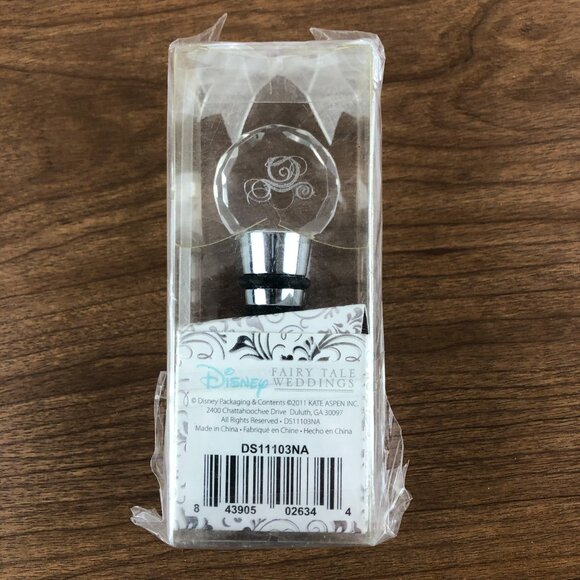 Disney FAIRY TALE WEDDINGS
© Disney Packaging & Contents ©2011 KATE ASPEN INC.
2400 Chattahoochee Drive Duluth, GA 30097
All Rights Reserved • DS11103NA
Made in China • Fabriqué en Chine • Hecho en China
DS11103NA
8 43905 02634 4